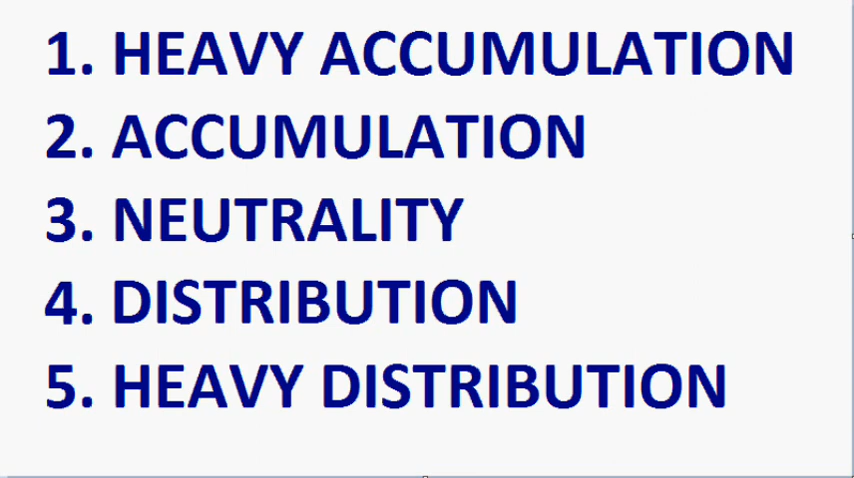 1. HEAVY ACCUMULATION
2. ACCUMULATION
3. NEUTRALITY
4. DISTRIBUTION
5. HEAVY DISTRIBUTION